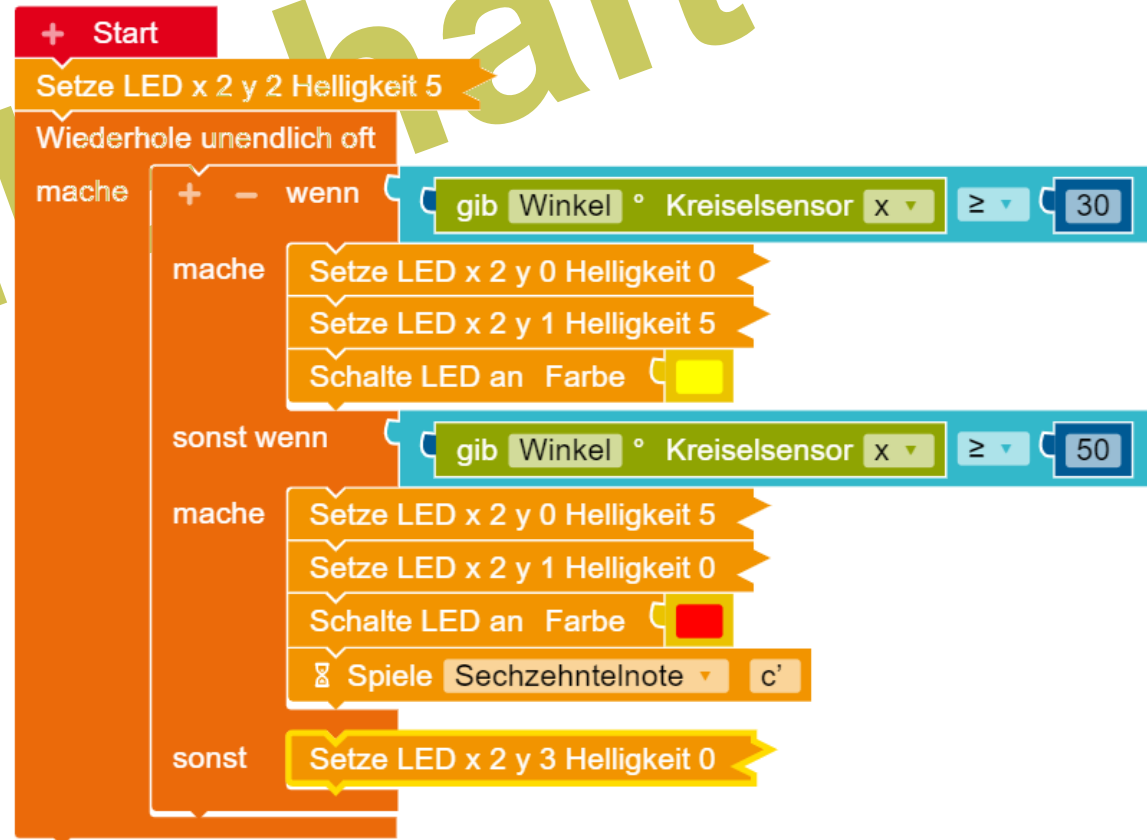 + Start
Setze LED x 2 y 2 Helligkeit 5
Wiederhole unendlich oft
mache + − wenn gib Winkel ° Kreiselsensor x ≥ 30
mache Setze LED x 2 y 0 Helligkeit 0
Setze LED x 2 y 1 Helligkeit 5
Schalte LED an Farbe
sonst wenn gib Winkel ° Kreiselsensor x ≥ 50
mache Setze LED x 2 y 0 Helligkeit 5
Setze LED x 2 y 1 Helligkeit 0
Schalte LED an Farbe
Spiele Sechzehntelnote c’
sonst Setze LED x 2 y 3 Helligkeit 0